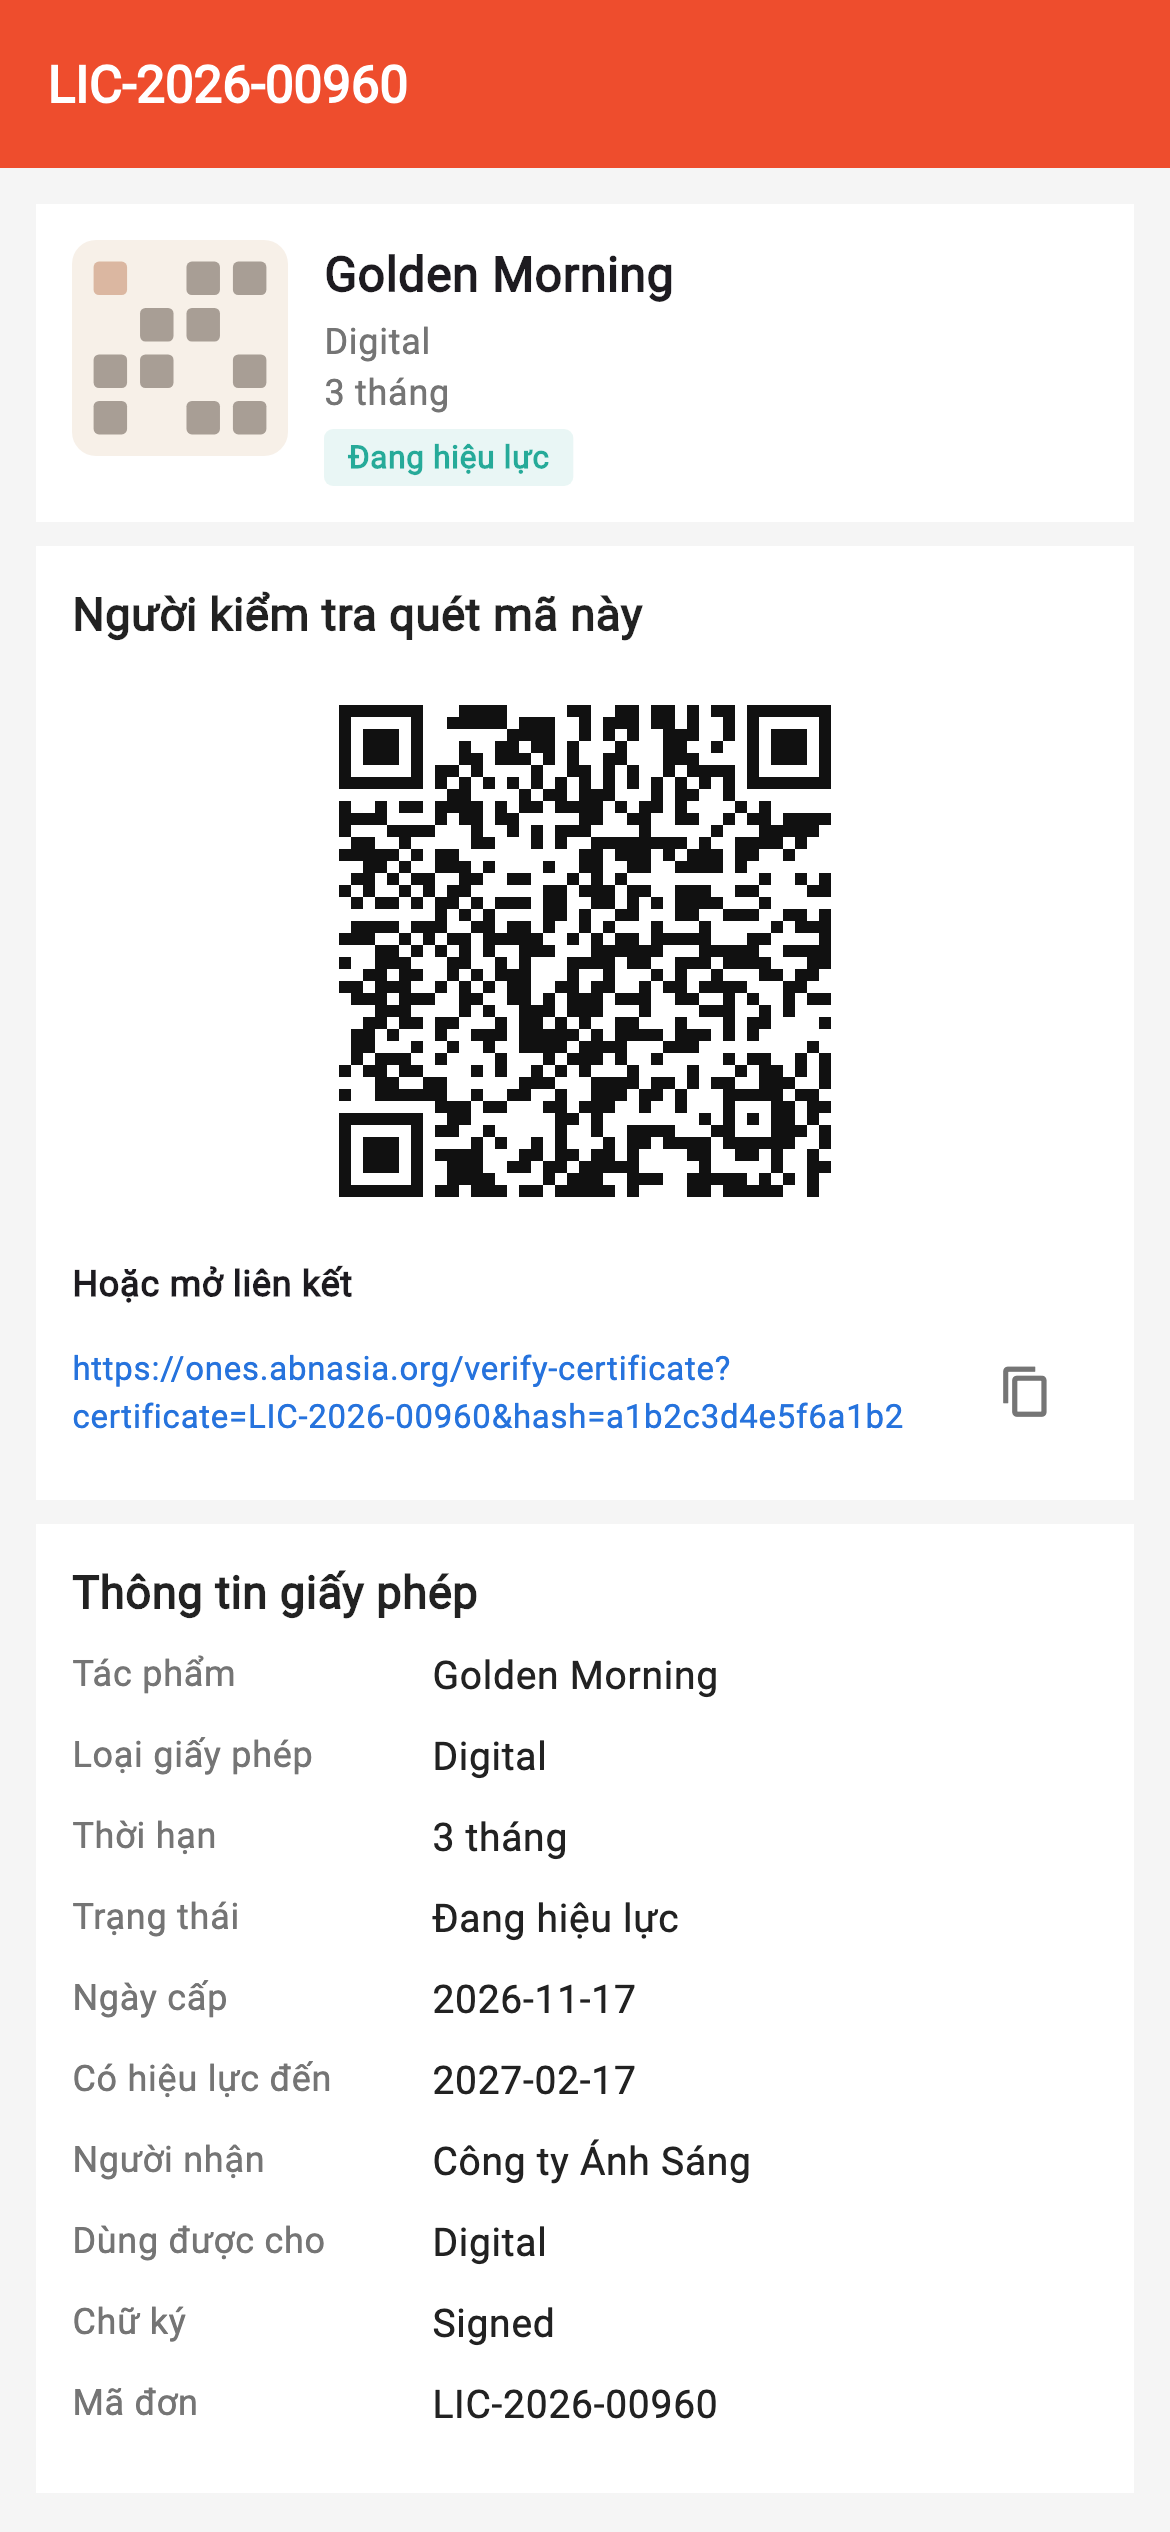 LIC-2026-00960
Golden Morning
Digital
3 tháng
Đang hiệu lực
Người kiểm tra quét mã này
Hoặc mở liên kết
https://ones.abnasia.org/verify-certificate?
certificate=LIC-2026-00960&hash=a1b2c3d4e5f6a1b2
Thông tin giấy phép
Tác phẩm Golden Morning
Loại giấy phép Digital
Thời hạn 3 tháng
Trạng thái Đang hiệu lực
Ngày cấp 2026-11-17
Có hiệu lực đến 2027-02-17
Người nhận Công ty Ánh Sáng
Dùng được cho Digital
Chữ ký Signed
Mã đơn LIC-2026-00960